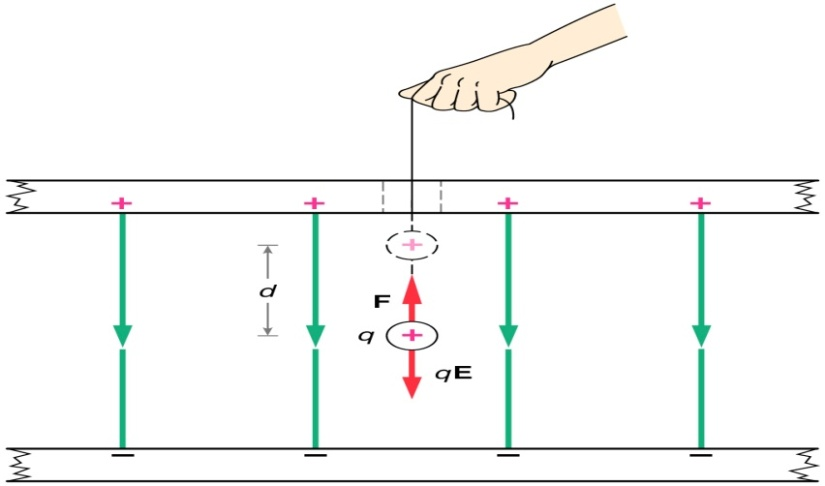 + + + +
+
d
F
q +
qE
− − − −